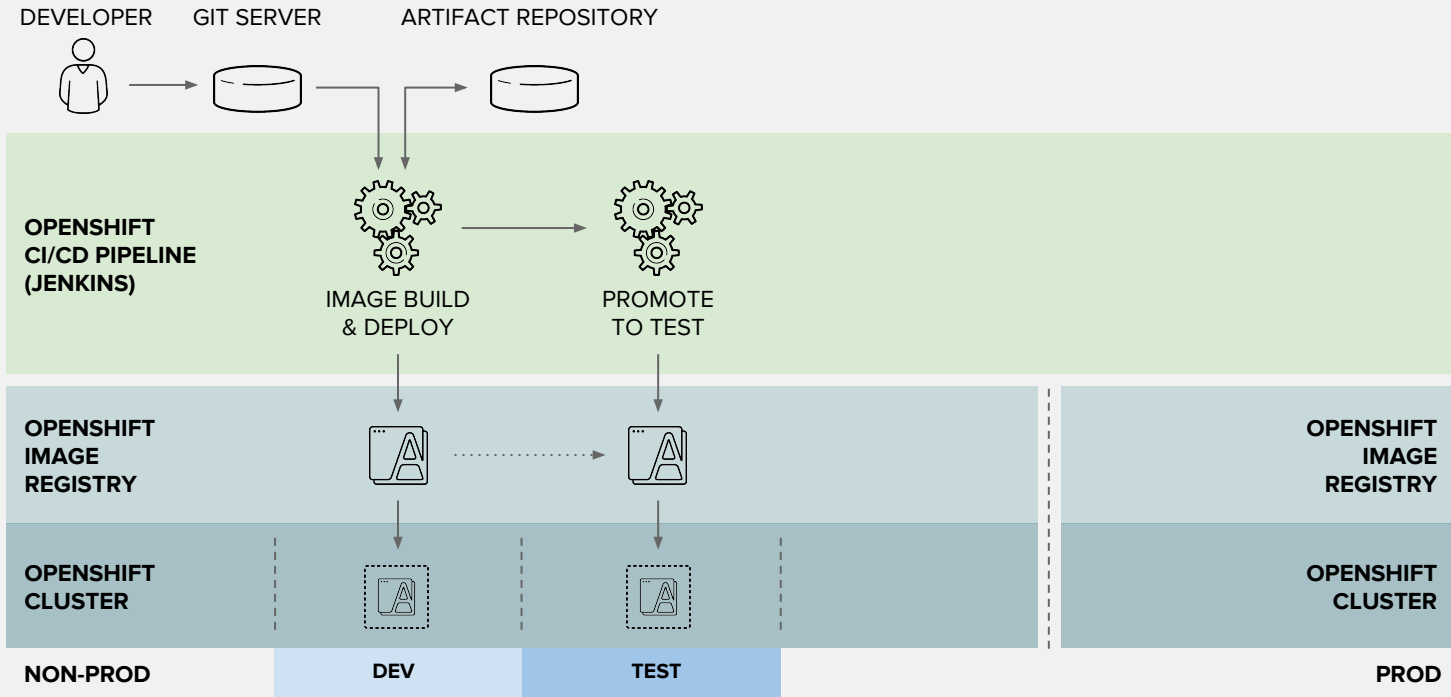 DEVELOPER
GIT SERVER
ARTIFACT REPOSITORY
OPENSHIFT
CI/CD PIPELINE
(JENKINS)
IMAGE BUILD
& DEPLOY
PROMOTE
TO TEST
OPENSHIFT
IMAGE
REGISTRY
OPENSHIFT
IMAGE
REGISTRY
OPENSHIFT
CLUSTER
OPENSHIFT
CLUSTER
NON-PROD
DEV
TEST
PROD